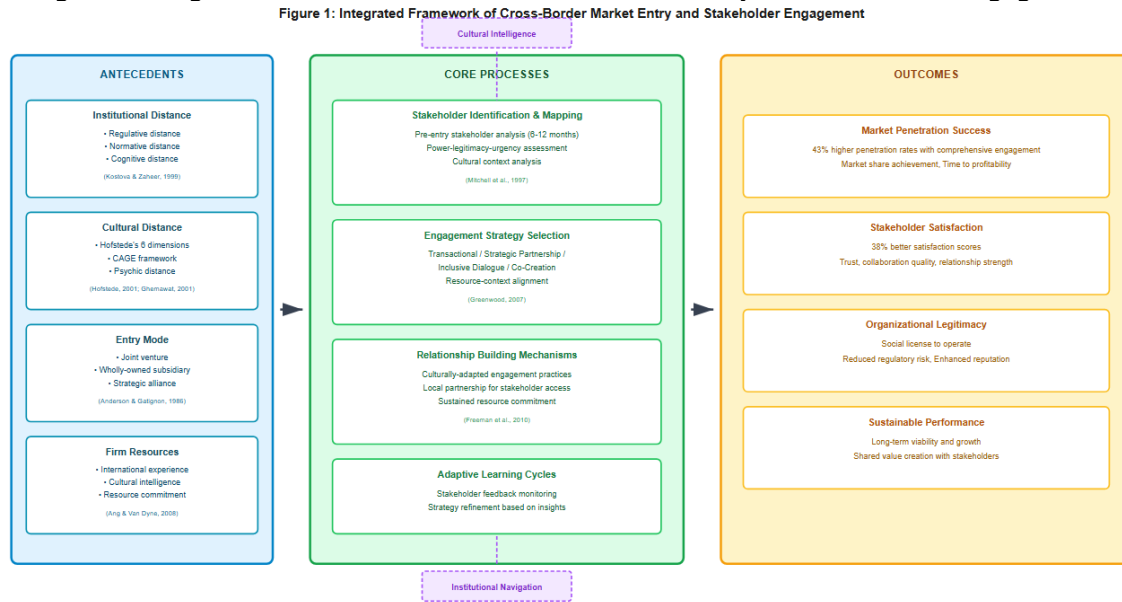 Figure 1: Integrated Framework of Cross-Border Market Entry and Stakeholder Engagement
Cultural Intelligence
ANTECEDENTS
Institutional Distance
• Regulative distance
• Normative distance
• Cognitive distance
(Kostova & Zaheer, 1999)
Cultural Distance
• Hofstede's 6 dimensions
• CAGE framework
• Psychic distance
(Hofstede, 2001; Ghemawat, 2001)
Entry Mode
• Joint venture
• Wholly-owned subsidiary
• Strategic alliance
(Anderson & Gatignon, 1986)
Firm Resources
• International experience
• Cultural intelligence
• Resource commitment
(Ang & Van Dyne, 2008)
CORE PROCESSES
Stakeholder Identification & Mapping
Pre-entry stakeholder analysis (6-12 months)
Power-legitimacy-urgency assessment
Cultural context analysis
(Mitchell et al., 1997)
Engagement Strategy Selection
Transactional / Strategic Partnership /
Inclusive Dialogue / Co-Creation
Resource-context alignment
(Greenwood, 2007)
Relationship Building Mechanisms
Culturally-adapted engagement practices
Local partnership for stakeholder access
Sustained resource commitment
(Freeman et al., 2010)
Adaptive Learning Cycles
Stakeholder feedback monitoring
Strategy refinement based on insights
OUTCOMES
Market Penetration Success
43% higher penetration rates with comprehensive engagement
Market share achievement, Time to profitability
Stakeholder Satisfaction
38% better satisfaction scores
Trust, collaboration quality, relationship strength
Organizational Legitimacy
Social license to operate
Reduced regulatory risk, Enhanced reputation
Sustainable Performance
Long-term viability and growth
Shared value creation with stakeholders
Institutional Navigation